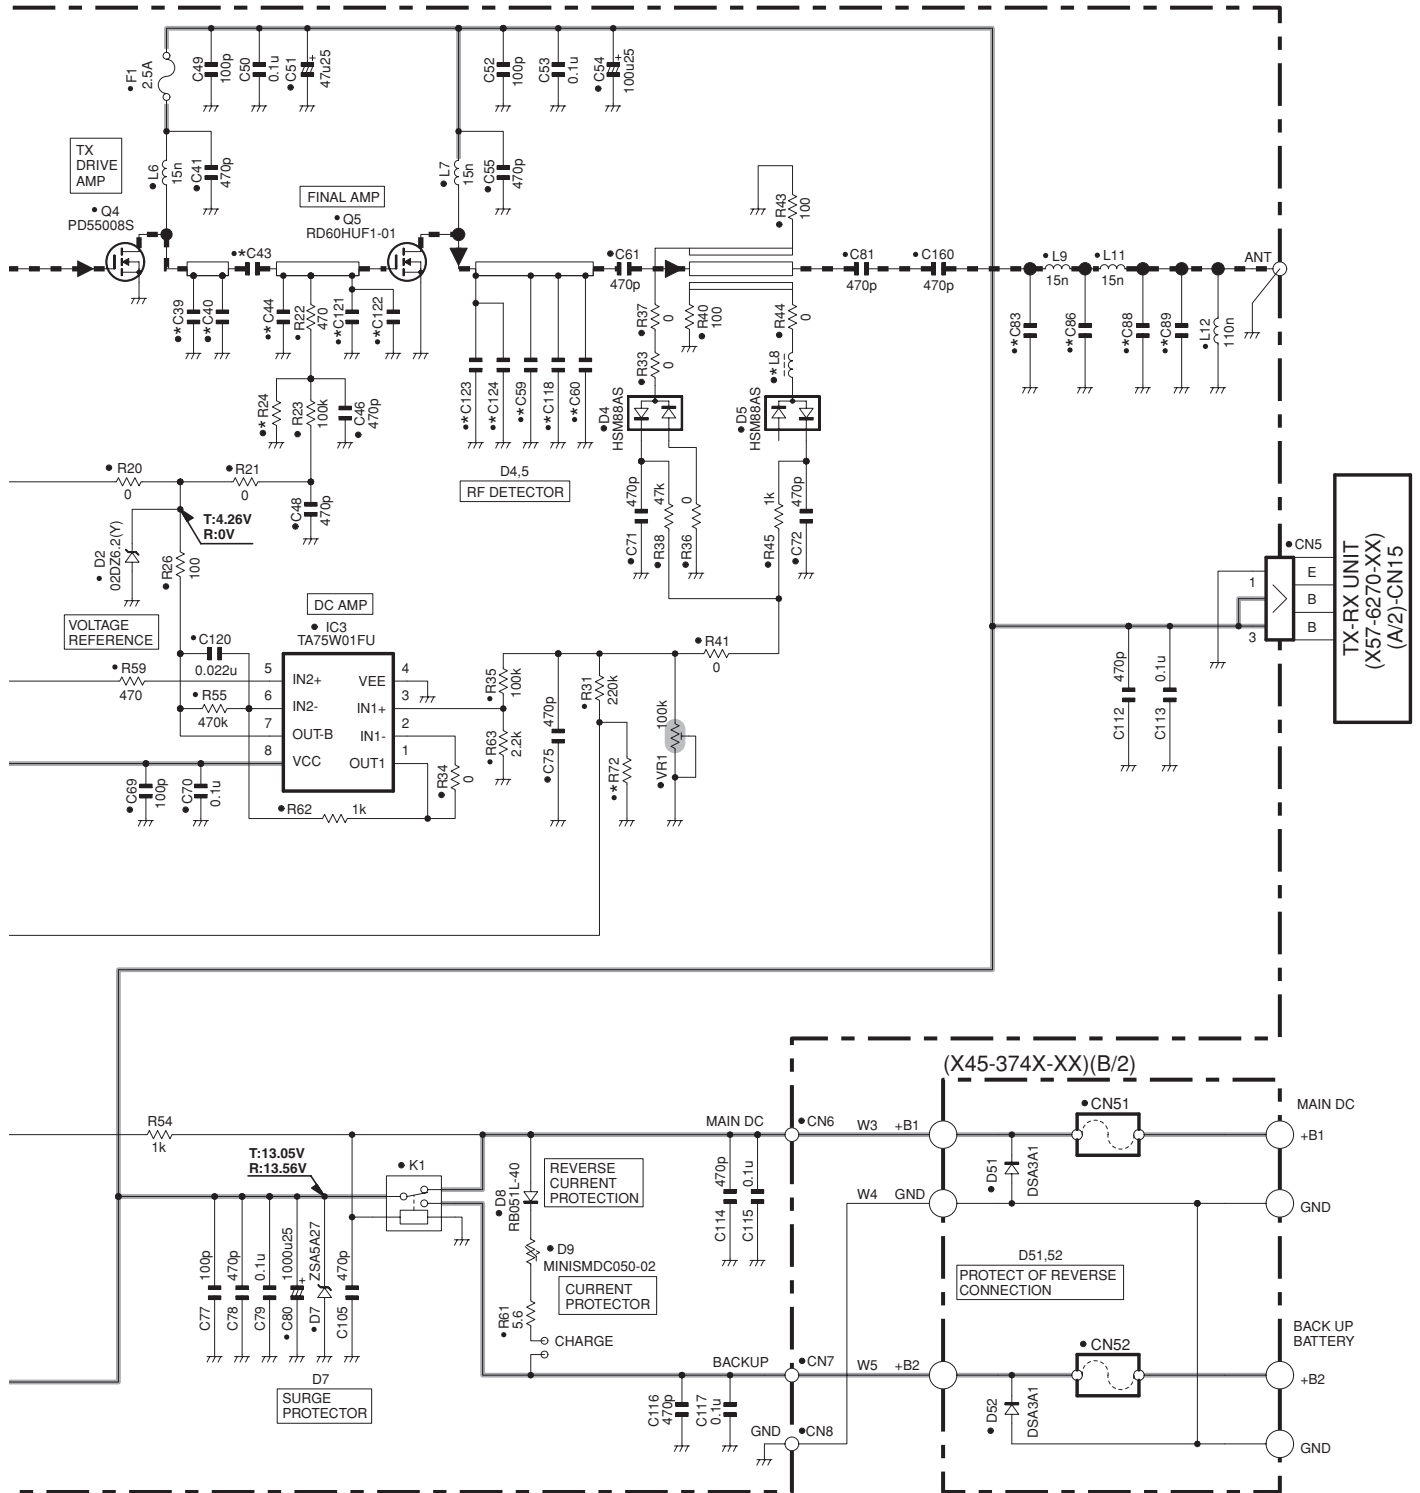 F1
2.5A
C49
100p
C50
0.1u
C51
47u25
+
C52
100p
C53
0.1u
C54
100u25
+
TX
DRIVE
AMP
L6
15n
C41
470p
FINAL AMP
L7
15n
C55
470p
Q4
PD55008S
Q5
RD60HUF1-01
R43
100
*C43
C61
470p
C81
470p
C160
470p
L9
15n
L11
15n
ANT
*C39
*C40
*C44
R22
470
*C121
*C122
R37
0
R40
100
R44
0
*C83
*C86
*C88
*C89
L12
110n
*C123
*C124
*C59
*C118
*C60
R33
0
*L8
D4
HSM88AS
D5
HSM88AS
*R24
R23
100k
C46
470p
D4,5
RF DETECTOR
R20
0
R21
0
T:4.26V
R:0V
C48
470p
C71
470p
R38
47k
R36
0
R45
1k
C72
470p
D2
02DZ6.2(Y)
R26
100
VOLTAGE
REFERENCE
DC AMP
IC3
TA75W01FU
C120
0.022u
R59
470
R55
470k
5
IN2+
VEE
4
6
IN2-
IN1+
3
7
OUT-B
IN1-
2
8
VCC
OUT1
1
C69
100p
C70
0.1u
R62
1k
R34
0
R35
100k
R63
2.2k
C75
470p
R31
220k
*R72
VR1
100k
R41
0
CN5
1
E
B
3
B
TX-RX UNIT
(X57-6270-XX)
(A/2)-CN15
C112
470p
C113
0.1u
(X45-374X-XX)(B/2)
R54
1k
T:13.05V
R:13.56V
K1
D8
RB051L-40
REVERSE
CURRENT
PROTECTION
D9
MINISMDC050-02
CURRENT
PROTECTOR
R61
5.6
CHARGE
MAIN DC
C114
470p
C115
0.1u
CN6
W3
+B1
W4
GND
CN51
D51
DSA3A1
MAIN DC
+B1
GND
C77
100p
C78
470p
C79
0.1u
C80
1000u25
+
D7
ZSA5A27
C105
470p
D7
SURGE
PROTECTOR
D51,52
PROTECT OF REVERSE
CONNECTION
BACKUP
CN7
W5
+B2
CN52
D52
DSA3A1
BACK UP
BATTERY
+B2
GND
C116
470p
C117
0.1u
GND
CN8